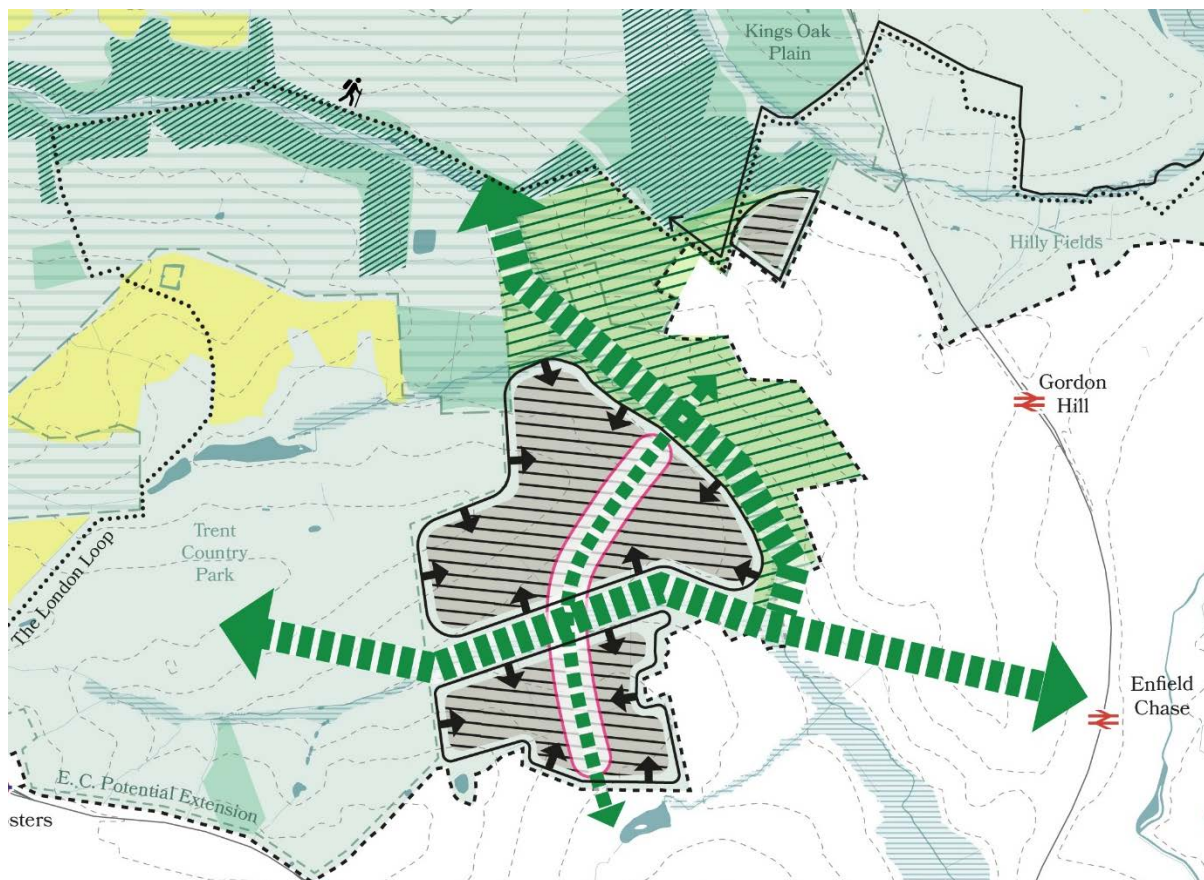 Kings Oak
Plain
Hilly Fields
Gordon
Hill
Trent
Country
Park
The London Loop
Enfield
Chase
E. C. Potential Extension
sters